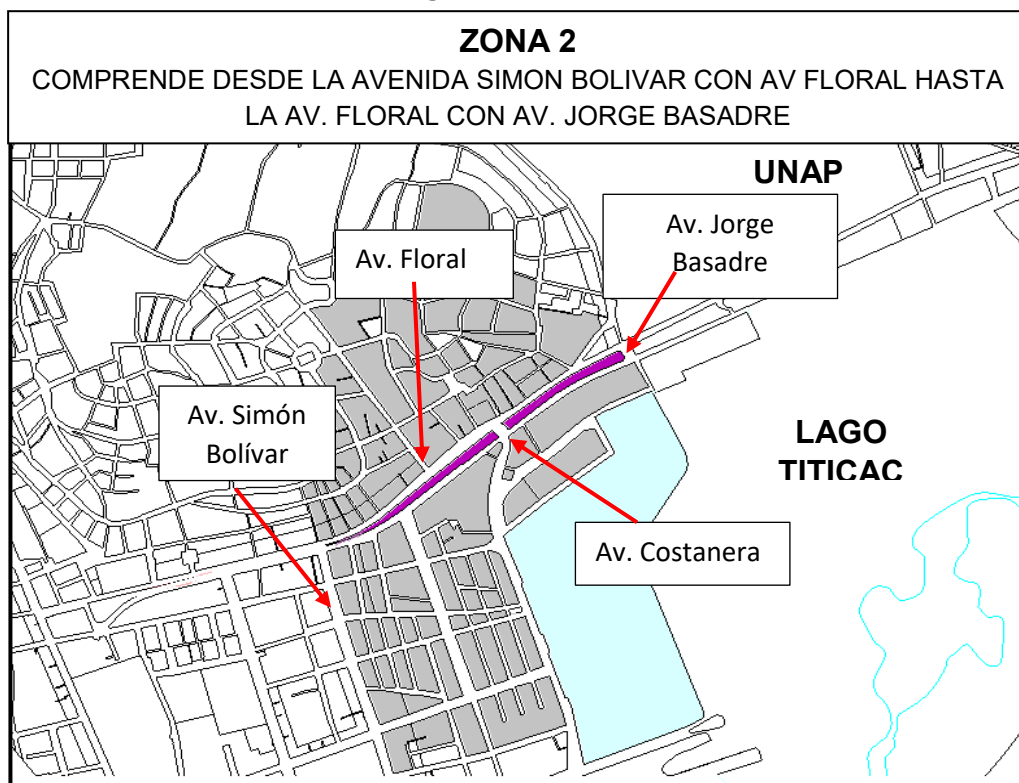 ZONA 2
COMPRENDE DESDE LA AVENIDA SIMON BOLIVAR CON AV FLORAL HASTA
LA AV. FLORAL CON AV. JORGE BASADRE
UNAP
Av. Jorge
Basadre
Av. Floral
Av. Simón
Bolívar
LAGO
TITICAC
Av. Costanera